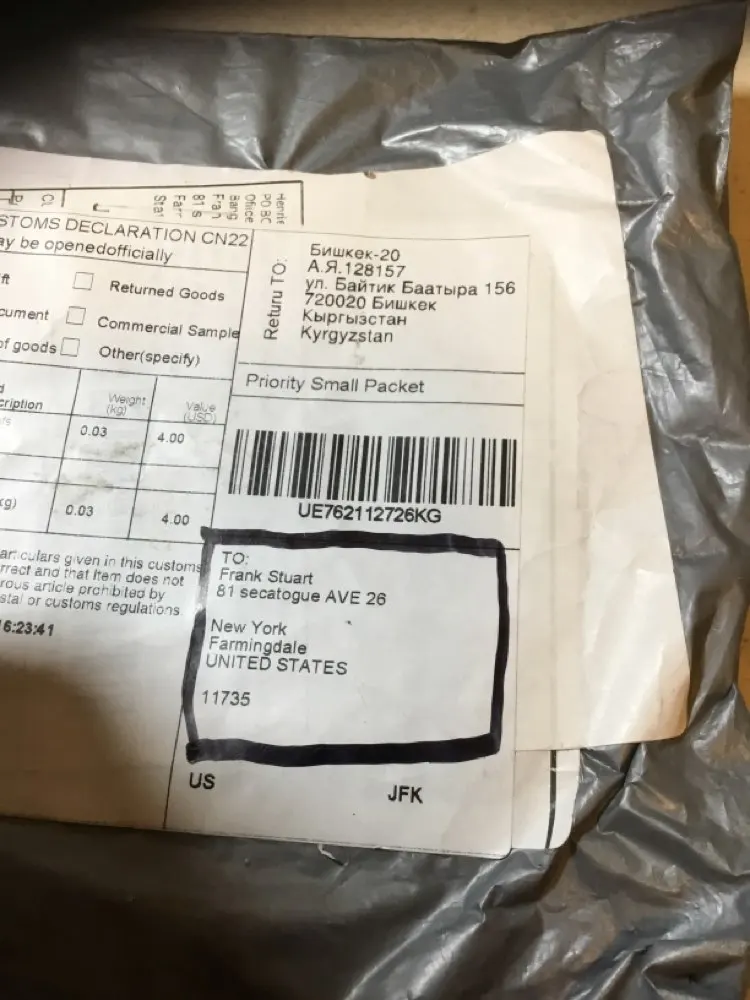 STOMS DECLARATION CN22
ay be openedofficially
ft
Returned Goods
cument
Commercial Sample
of goods
Other(specify)
cription
Weight
(kg)
Value
(USD)
0.03
4.00
kg)
0.03
4.00
articulars given in this customs
rrect and that Item does not
rous article prohibited by
stal or customs regulations
6:23:41
Returu TO:
Бишкек-20
А.Я.128157
ул. Байтик Баатыра 156
720020 Бишкек
Кыргызстан
Kyrgyzstan
Priority Small Packet
UE762112726KG
TO:
Frank Stuart
81 secatogue AVE 26
New York
Farmingdale
UNITED STATES
11735
US
JFK